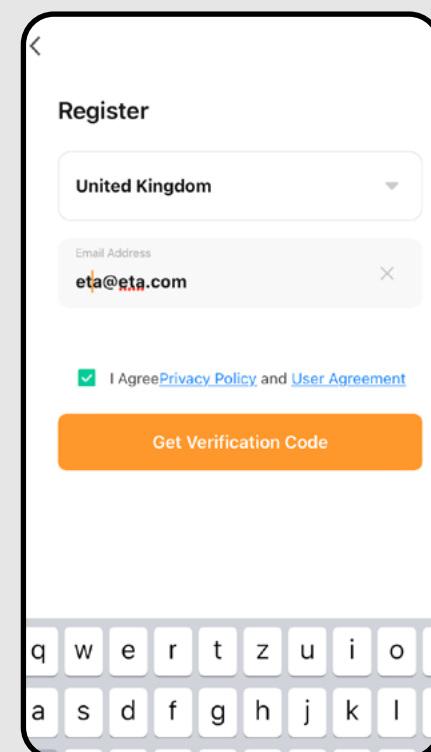 Register
United Kingdom
Email Address
eta@eta.com
I AgreePrivacy Policy and User Agreement
Get Verification Code
q w e r t z u i o
a s d f g h j k l